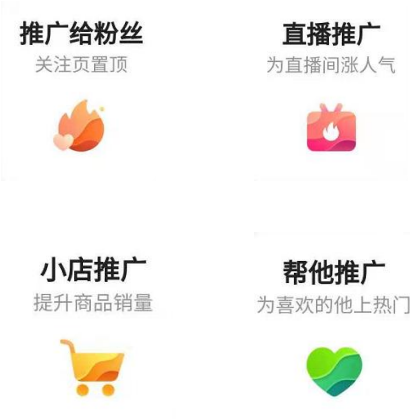 推广给粉丝
关注页置顶
直播推广
为直播间涨人气
小店推广
提升商品销量
帮他推广
为喜欢的他上热门